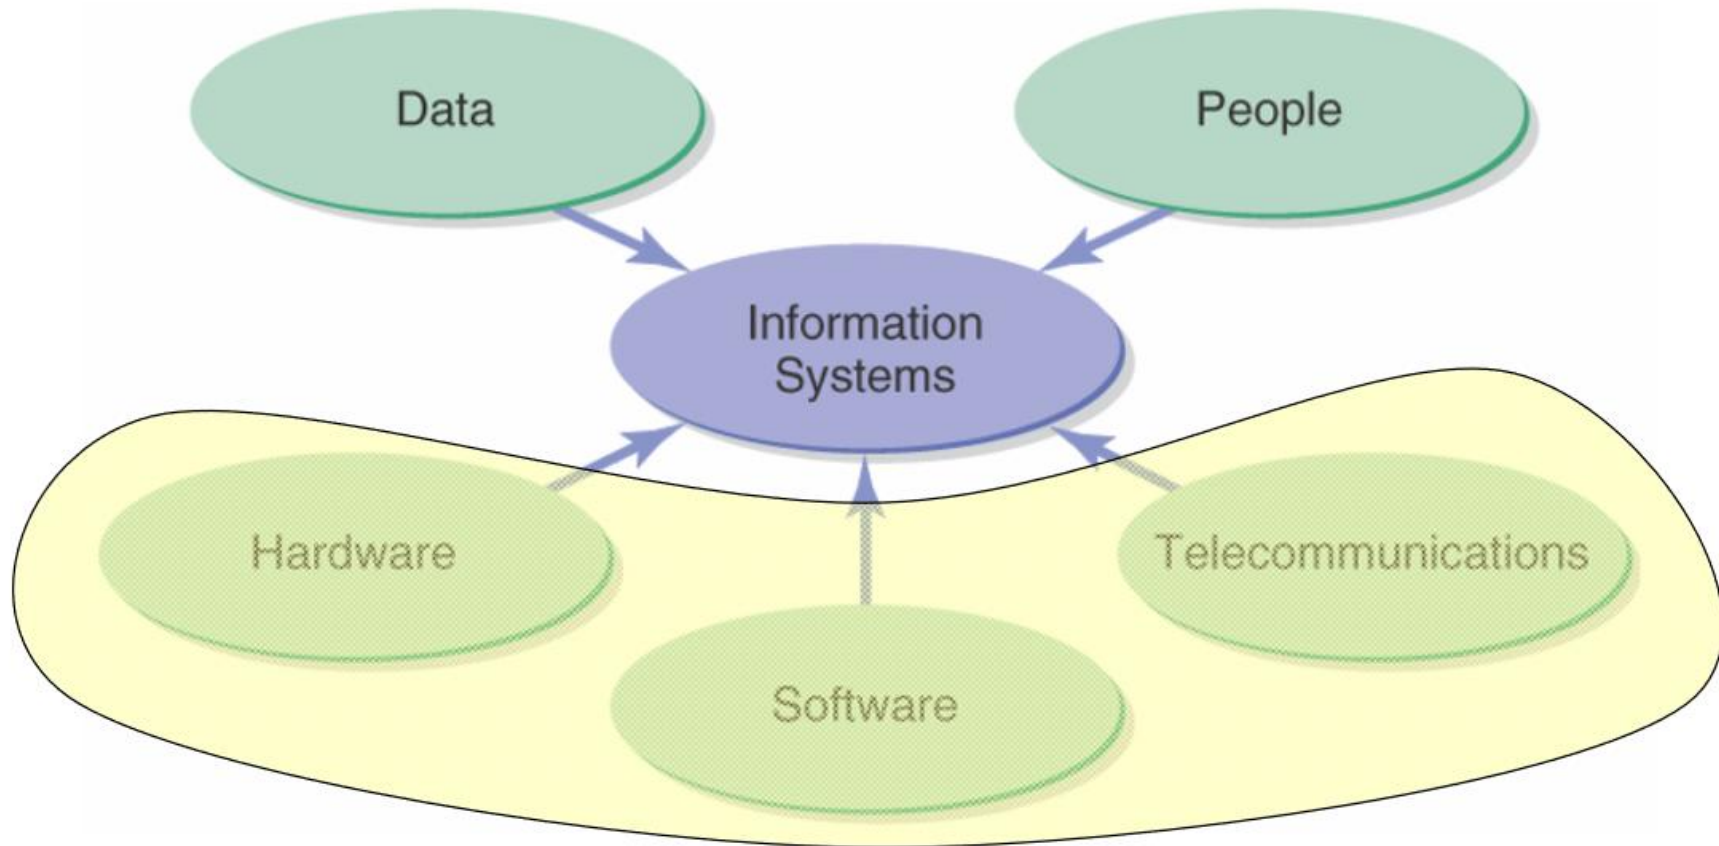 Data
People
Information
Systems
Hardware
Telecommunications
Software